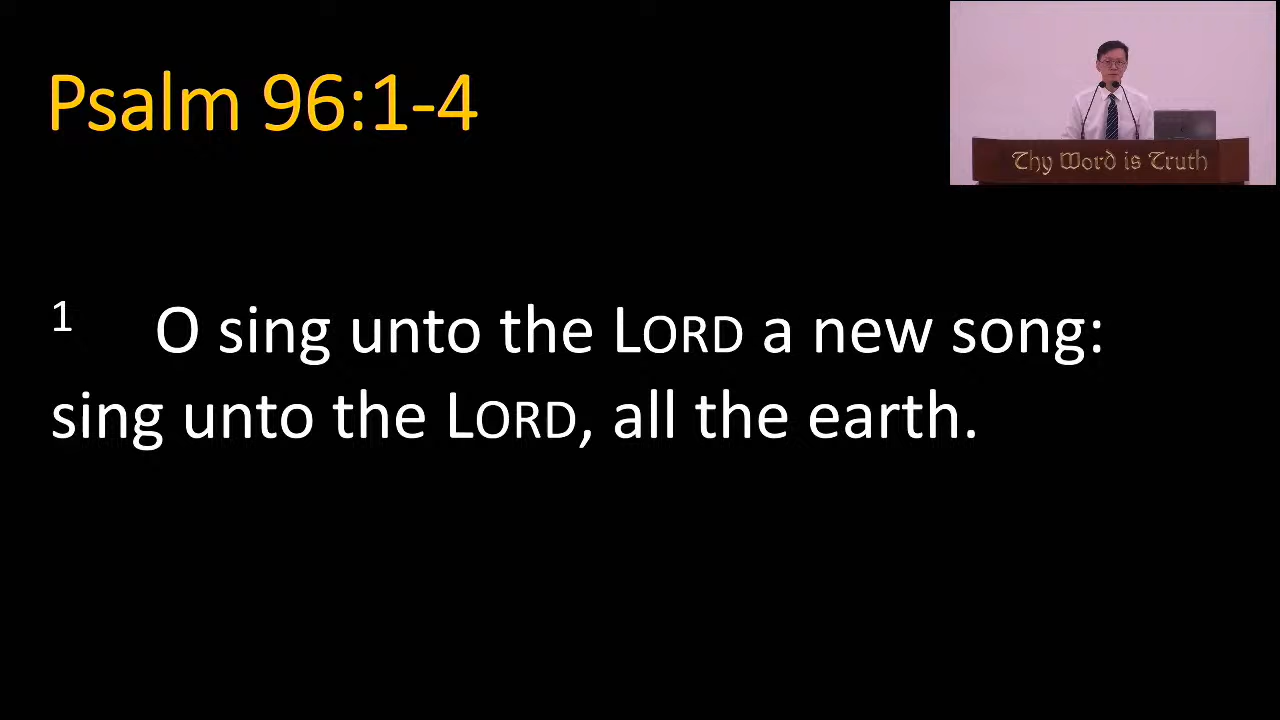 Psalm 96:1-4
Thy Word is Truth
1 O sing unto the LORD a new song:
sing unto the LORD, all the earth.